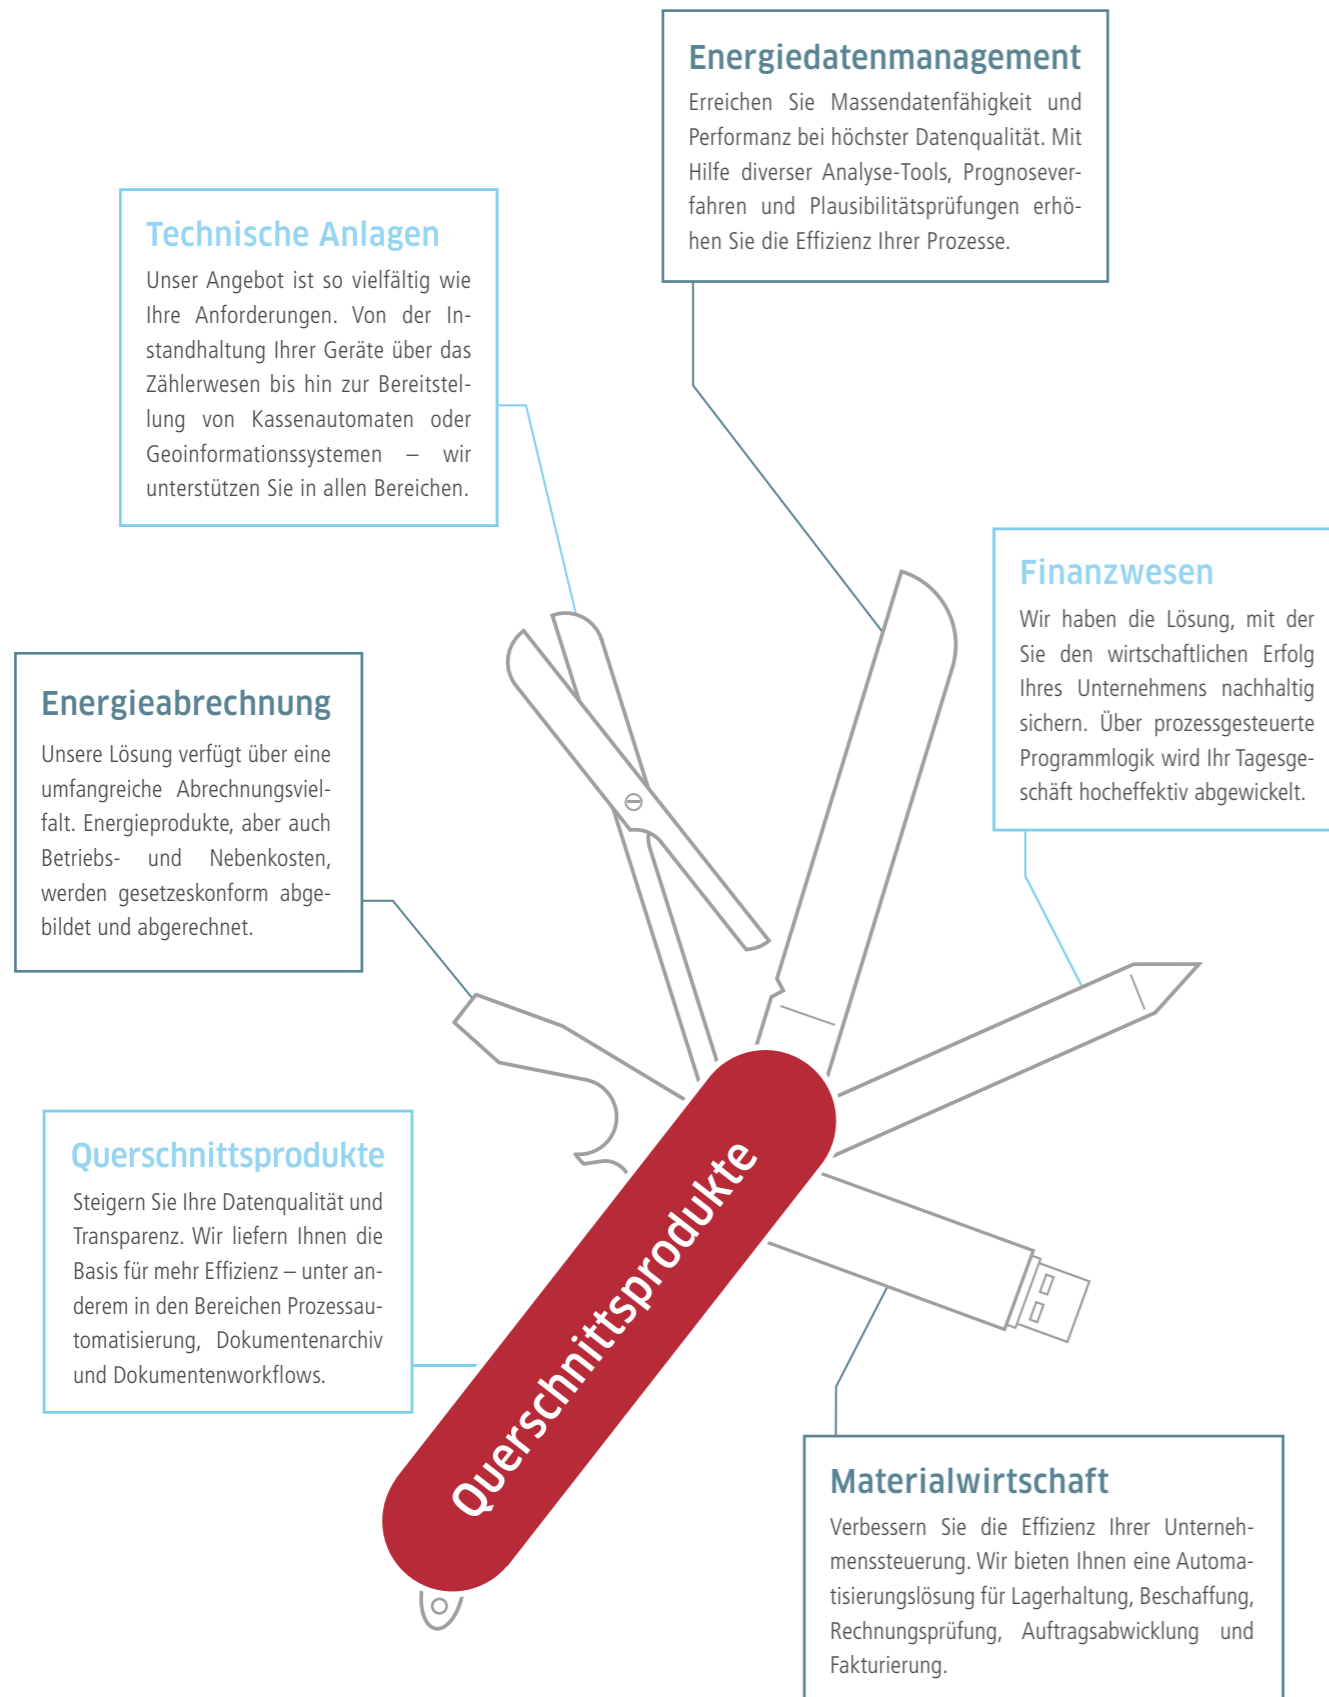 Energiedatenmanagement
Erreichen Sie Massendatenfähigkeit und
Performanz bei höchster Datenqualität. Mit
Hilfe diverser Analyse-Tools, Prognosever-
fahren und Plausibilitätsprüfungen erhö-
hen Sie die Effizienz Ihrer Prozesse.
Technische Anlagen
Unser Angebot ist so vielfältig wie
Ihre Anforderungen. Von der In-
standhaltung Ihrer Geräte über das
Zählerwesen bis hin zur Bereitstel-
lung von Kassenautomaten oder
Geoinformationssystemen – wir
unterstützen Sie in allen Bereichen.
Finanzwesen
Wir haben die Lösung, mit der
Sie den wirtschaftlichen Erfolg
Ihres Unternehmens nachhaltig
sichern. Über prozessgesteuerte
Programmlogik wird Ihr Tagesge-
schäft hocheffektiv abgewickelt.
Energieabrechnung
Unsere Lösung verfügt über eine
umfangreiche Abrechnungsviel-
falt. Energieprodukte, aber auch
Betriebs- und Nebenkosten,
werden gesetzeskonform abge-
bildet und abgerechnet.
Querschnittsprodukte
Steigern Sie Ihre Datenqualität und
Transparenz. Wir liefern Ihnen die
Basis für mehr Effizienz – unter an-
derem in den Bereichen Prozessau-
tomatisierung, Dokumentenarchiv
und Dokumentenworkflows.
Querschnittsprodukte
Materialwirtschaft
Verbessern Sie die Effizienz Ihrer Unterneh-
menssteuerung. Wir bieten Ihnen eine Automa-
tisierungslösung für Lagerhaltung, Beschaffung,
Rechnungsprüfung, Auftragsabwicklung und
Fakturierung.